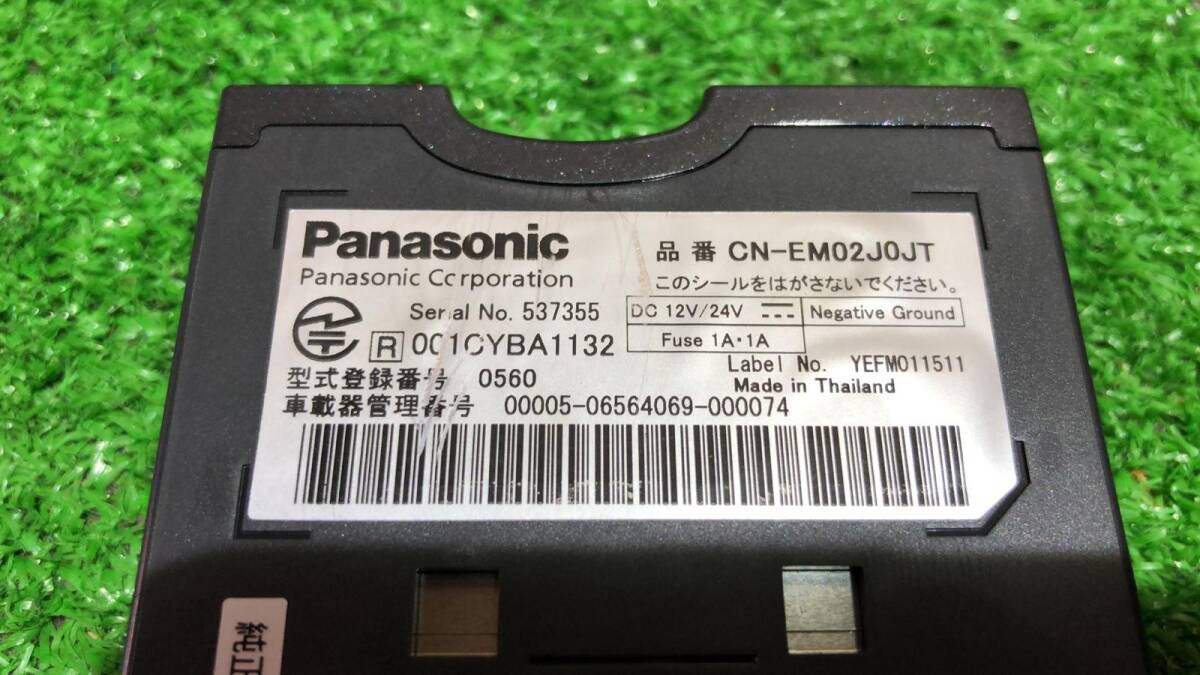 Panasonic
Panasonic Corporation
品番 CN-EM02J0JT
このシールをはがさないでください。
Serial No. 537355
DC 12V/24V
Negative Ground
Fuse 1A・1A
R 001CYBA1132
Label No. YEFM011511
Made in Thailand
型式登録番号 0560
車載器管理番号 00005-06564069-000074
純正